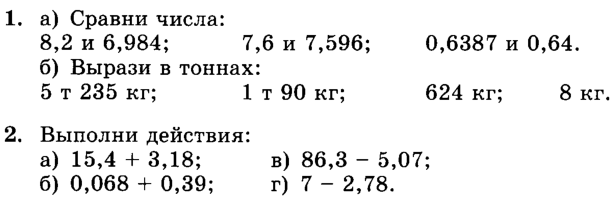 1. а) Сравни числа:
8,2 и 6,984; 7,6 и 7,596; 0,6387 и 0,64.
б) Вырази в тоннах:
5 т 235 кг; 1 т 90 кг; 624 кг; 8 кг.
2. Выполни действия:
а) 15,4 + 3,18; в) 86,3 − 5,07;
б) 0,068 + 0,39; г) 7 − 2,78.